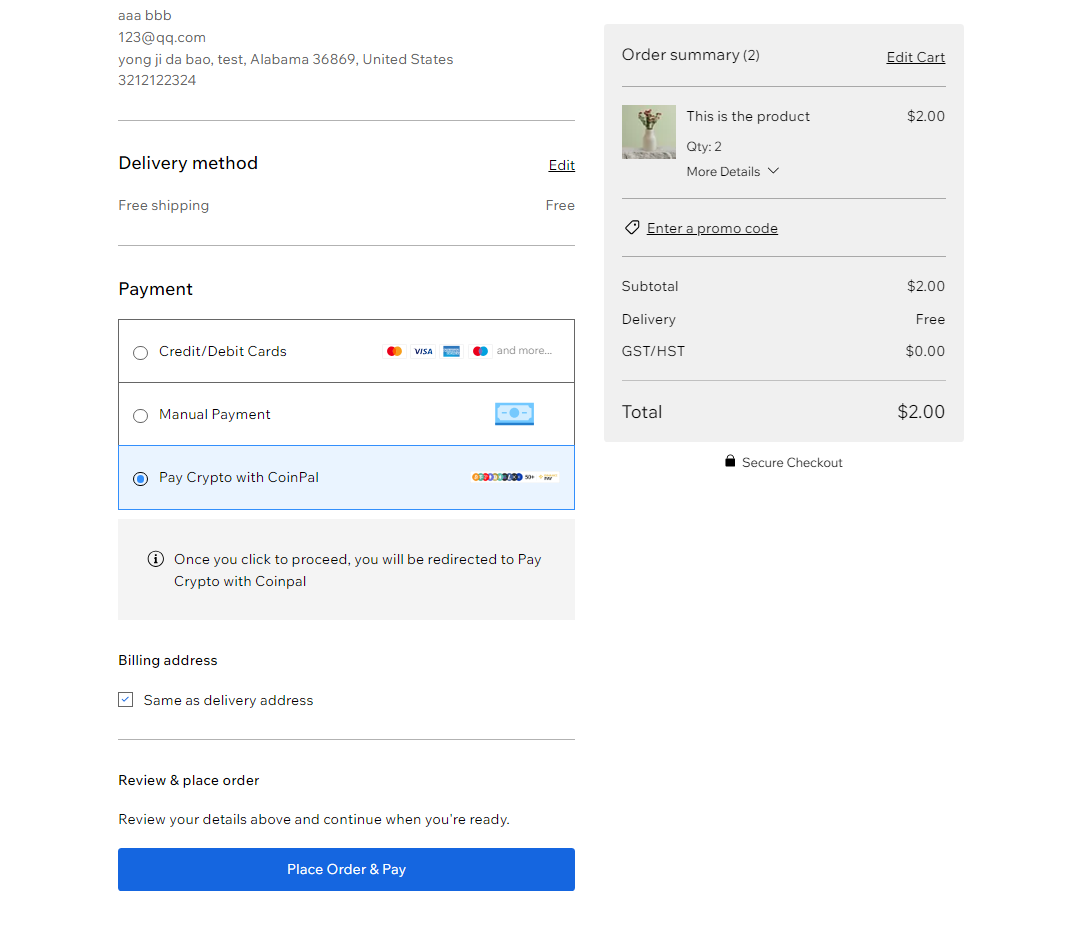 aaa bbb
123@qq.com
yong ji da bao, test, Alabama 36869, United States
3212122324
Delivery method
Edit
Free shipping
Free
Payment
Credit/Debit Cards
VISA
and more...
Manual Payment
Pay Crypto with CoinPal
50+
PAY
Once you click to proceed, you will be redirected to Pay
Crypto with Coinpal
Billing address
Same as delivery address
Review & place order
Review your details above and continue when you're ready.
Place Order & Pay
Order summary (2)
Edit Cart
This is the product
$2.00
Qty: 2
More Details
Enter a promo code
Subtotal
$2.00
Delivery
Free
GST/HST
$0.00
Total
$2.00
Secure Checkout